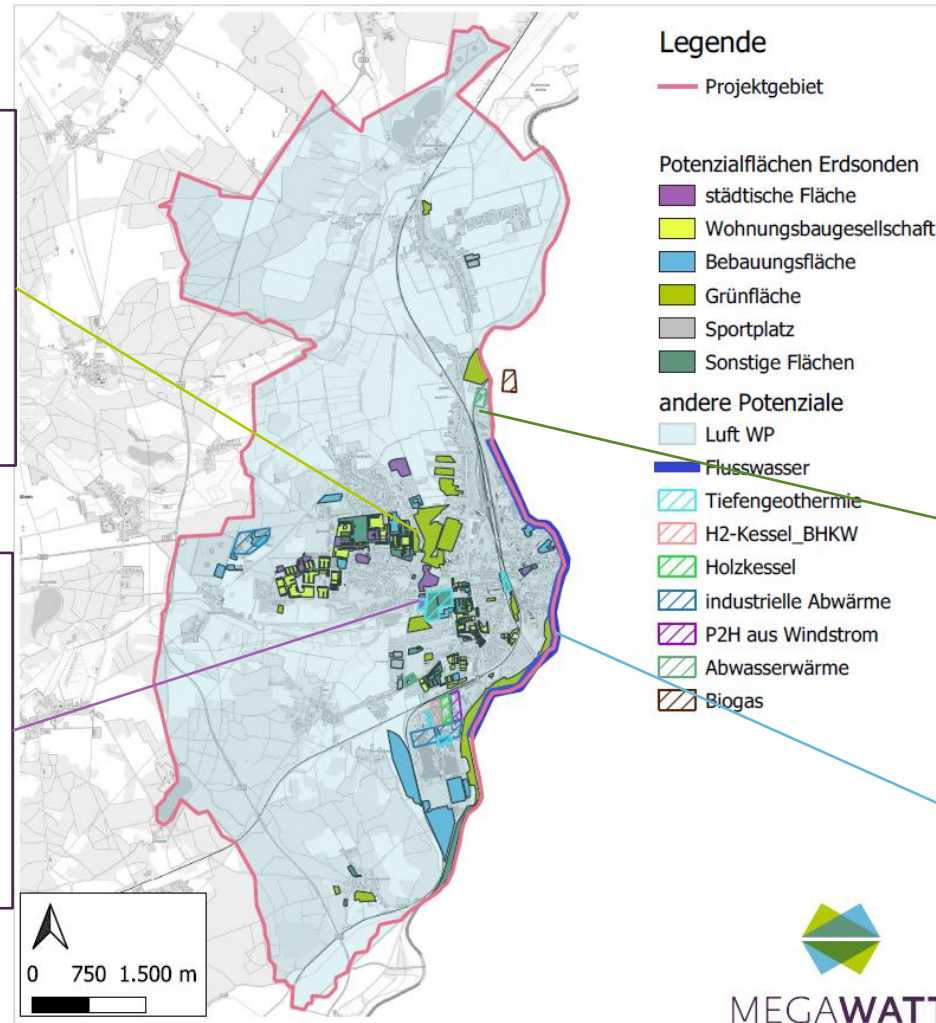 Legende
Projektgebiet
Potenzialflächen Erdsonden
städtische Fläche
Wohnungsbaugesellschaft
Bebauungsfläche
Grünfläche
Sportplatz
Sonstige Flächen
andere Potenziale
Luft WP
Flusswasser
Tiefengeothermie
H2-Kessel_BHKW
Holzkessel
industrielle Abwärme
P2H aus Windstrom
Abwasserwärme
Biogas
0 750 1.500 m
MEGAWATT